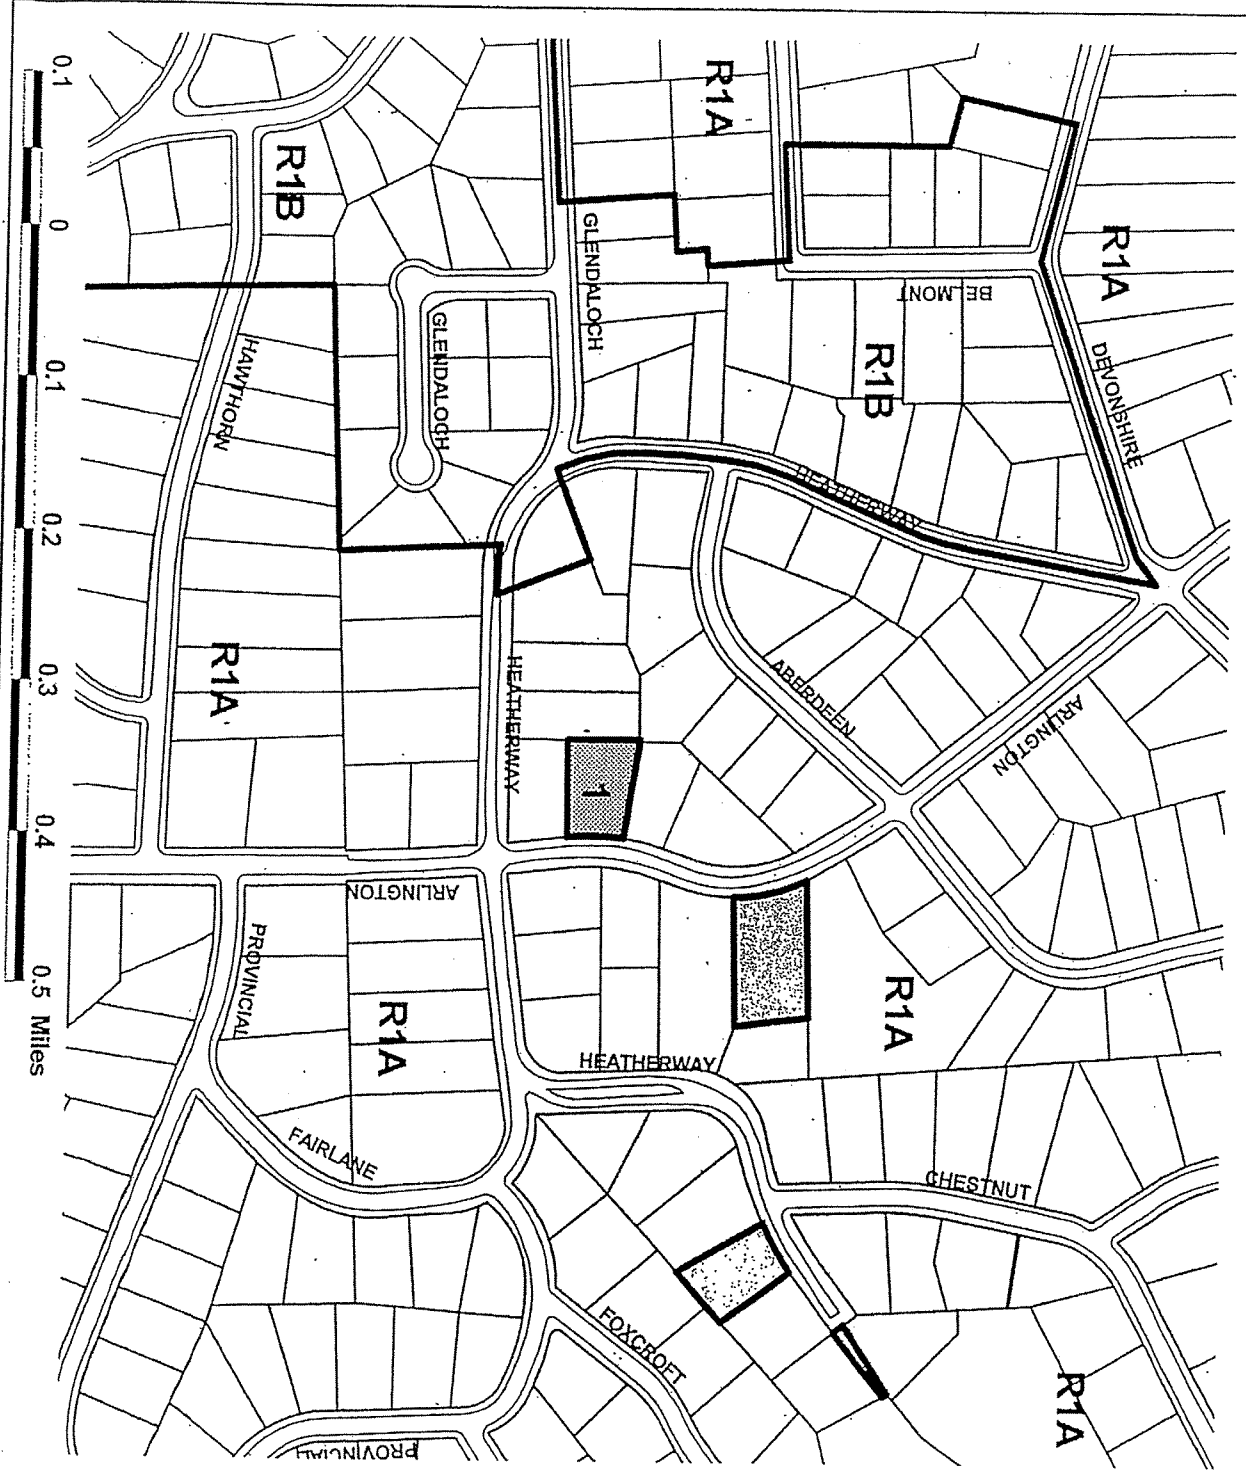 0.1
0
0.1
0.2
0.3
0.4
0.5 Miles
R1A
R1B
R1A
GLENDALOCH
BELMONT
GLENDALOCH
HAWTHORN
R1B
DEVONSHIRE
HEATHERWAY
R1A
HEATHERWAY
ABERDEEN
ARLINGTON
1
ARLINGTON
PROVINCIAL
R1A
R1A
HEATHERWAY
FAIRLANE
CHESTNUT
FOXCROFT
R1A
PROVINCIAL